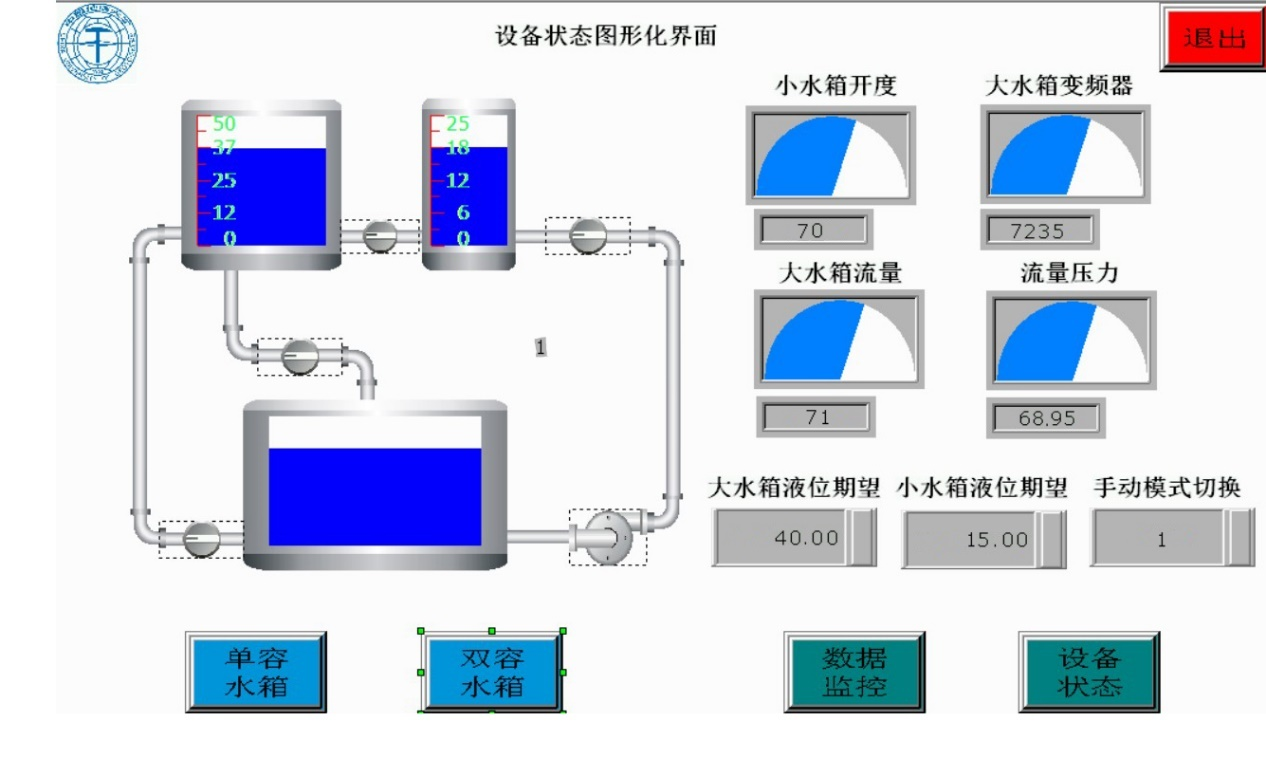 设备状态图形化界面
退出
小水箱开度
大水箱变频器
50
37
25
12
0
25
18
12
6
0
70
7235
大水箱流量
流量压力
1
71
68.95
大水箱液位期望
小水箱液位期望
手动模式切换
40.00
15.00
1
单容
水箱
双容
水箱
数据
监控
设备
状态